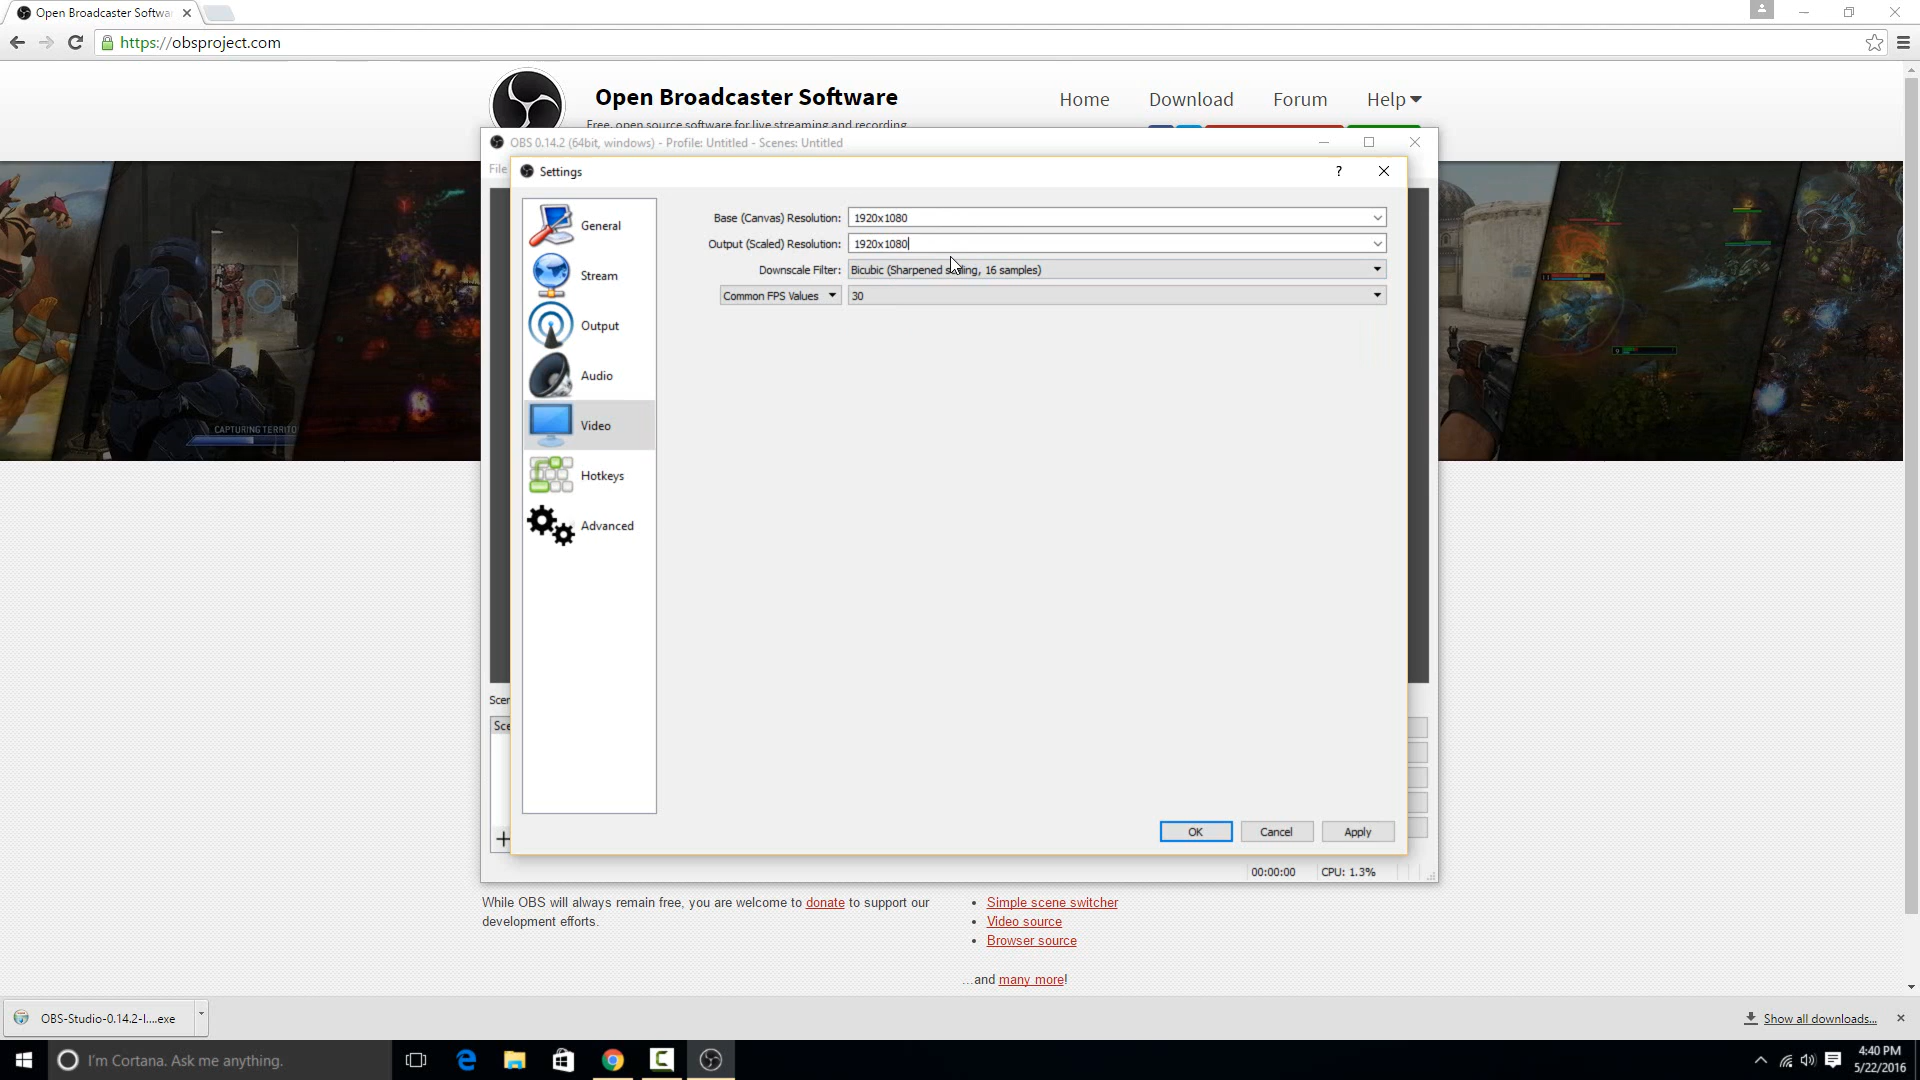 Open Broadcaster Softwa
https://obsproject.com
Open Broadcaster Software
Home Download Forum Help
Free, open source software for live streaming and recording
OBS 0.14.2 (64bit, windows) - Profile: Untitled - Scenes: Untitled
File
Settings
?
General
Stream
Output
Audio
Video
Hotkeys
Advanced
Base (Canvas) Resolution: 1920x1080
Output (Scaled) Resolution: 1920x1080
Downscale Filter: Bicubic (Sharpened scaling, 16 samples)
Common FPS Values 30
CAPTURING TERRITO
Scen
Sce
OK Cancel Apply
00:00:00 CPU: 1.3%
While OBS will always remain free, you are welcome to donate to support our
development efforts.
• Simple scene switcher
• Video source
• Browser source
...and many more!
OBS-Studio-0.14.2-I....exe
Show all downloads...
I'm Cortana. Ask me anything.
4:40 PM
5/22/2016